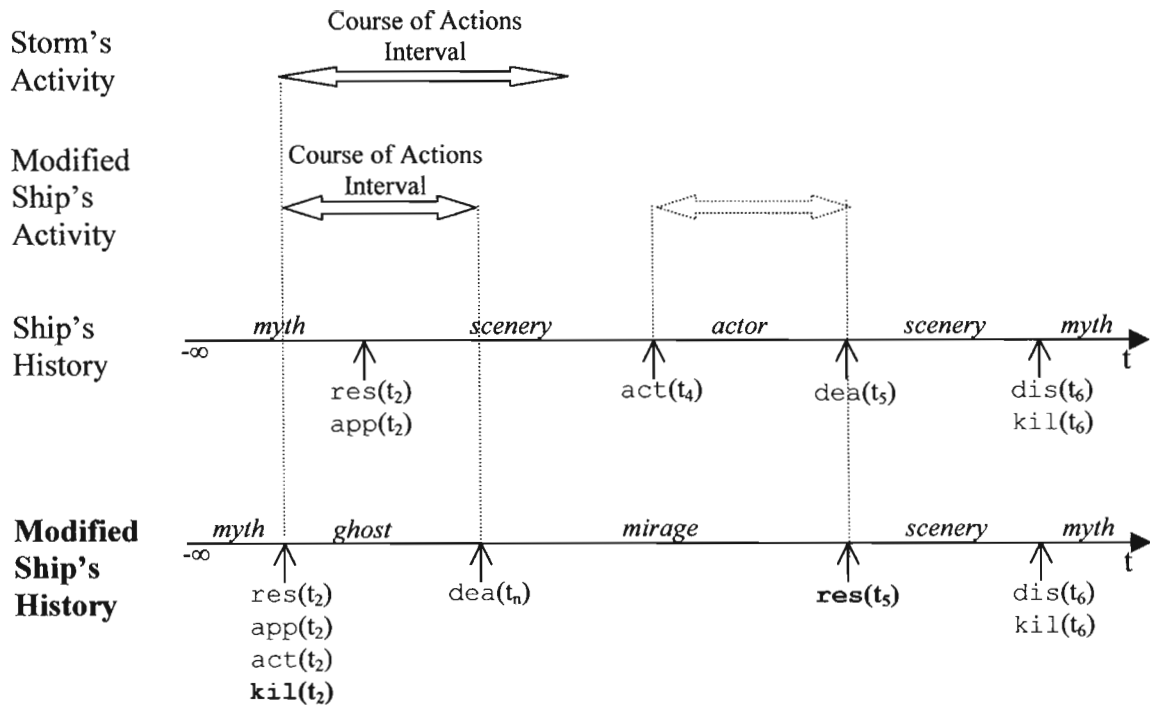 Storm's
Activity
Course of Actions
Interval
Modified
Ship's
Activity
Course of Actions
Interval
Ship's
History
myth scenery actor scenery myth
-∞ t
res(t₂) act(t₄) dea(t₅) dis(t₆)
app(t₂) kil(t₆)
Modified
Ship's
History
myth ghost mirage scenery myth
-∞ t
res(t₂) dea(tₙ) res(t₅) dis(t₆)
app(t₂) kil(t₆)
act(t₂)
kil(t₂)